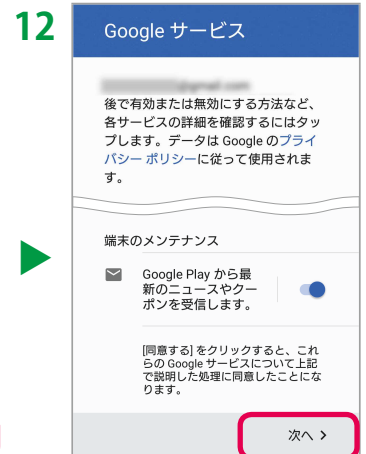 12
Google サービス
@gmail.com
後で有効または無効にする方法など、
各サービスの詳細を確認するにはタッ
プします。データは Google のプライ
バシー ポリシーに従って使用されま
す。
端末のメンテナンス
Google Play から最
新のニュースやクー
ポンを受信します。
[同意する] をクリックすると、これ
らの Google サービスについて上記
で説明した処理に同意したことにな
ります。
次へ